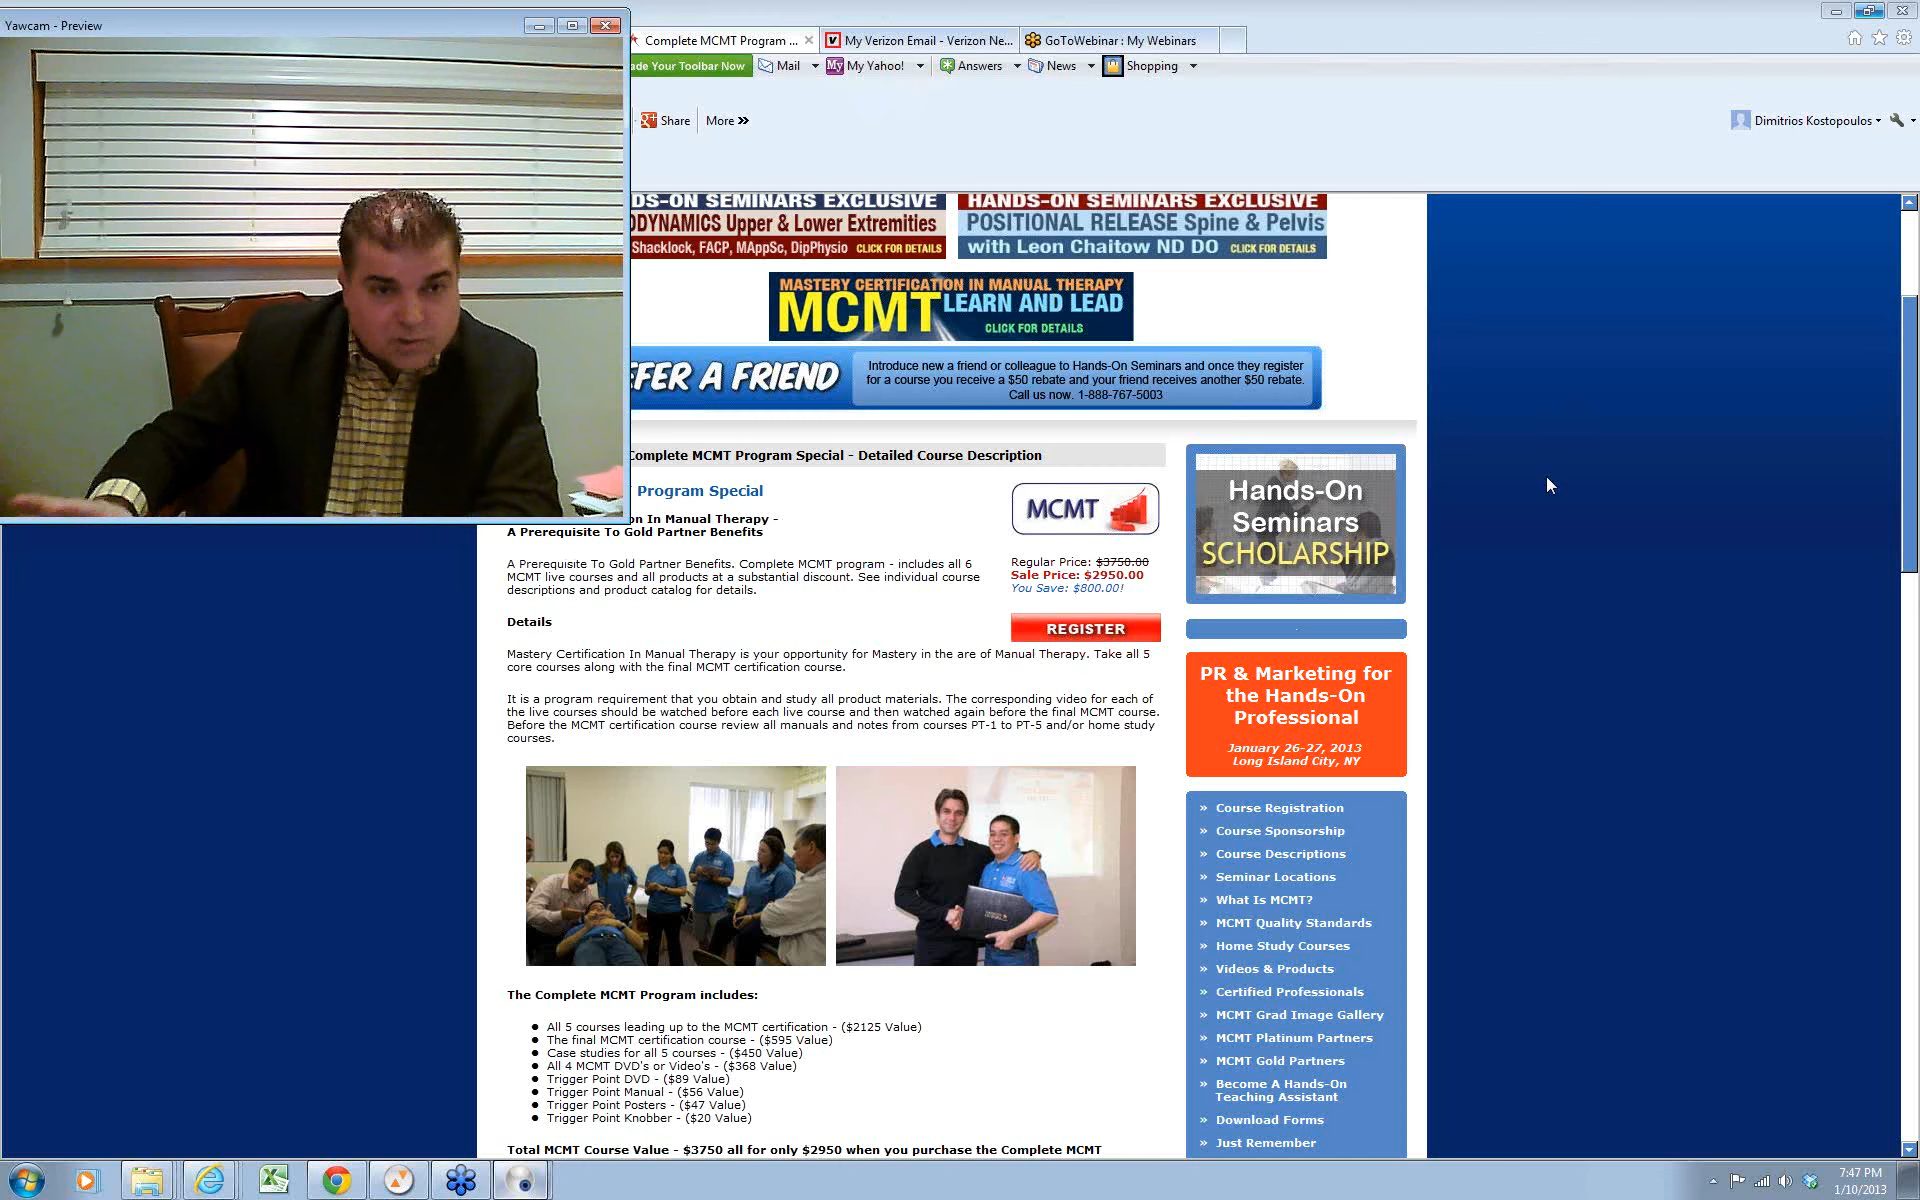 Yawcam - Preview
Complete MCMT Program ...
My Verizon Email - Verizon Ne...
GoToWebinar : My Webinars
ade Your Toolbar Now
Mail
My Yahoo!
Answers
News
Shopping
Share
More »
Dimitrios Kostopoulos
DS-ON SEMINARS EXCLUSIVE
ODYNAMICS Upper & Lower Extremities
Shacklock, FACP, MAppSc, DipPhysio CLICK FOR DETAILS
HANDS-ON SEMINARS EXCLUSIVE
POSITIONAL RELEASE Spine & Pelvis
with Leon Chaitow ND DO CLICK FOR DETAILS
MASTERY CERTIFICATION IN MANUAL THERAPY
MCMT LEARN AND LEAD
CLICK FOR DETAILS
FER A FRIEND
Introduce new a friend or colleague to Hands-On Seminars and once they register
for a course you receive a $50 rebate and your friend receives another $50 rebate.
Call us now. 1-888-767-5003
Complete MCMT Program Special - Detailed Course Description
Program Special
on In Manual Therapy -
A Prerequisite To Gold Partner Benefits
A Prerequisite To Gold Partner Benefits. Complete MCMT program - includes all 6
MCMT live courses and all products at a substantial discount. See individual course
descriptions and product catalog for details.
MCMT
Regular Price: $3750.00
Sale Price: $2950.00
You Save: $800.00!
REGISTER
Details
Mastery Certification In Manual Therapy is your opportunity for Mastery in the are of Manual Therapy. Take all 5
core courses along with the final MCMT certification course.
It is a program requirement that you obtain and study all product materials. The corresponding video for each of
the live courses should be watched before each live course and then watched again before the final MCMT course.
Before the MCMT certification course review all manuals and notes from courses PT-1 to PT-5 and/or home study
courses.
The Complete MCMT Program includes:
All 5 courses leading up to the MCMT certification - ($2125 Value)
The final MCMT certification course - ($595 Value)
Case studies for all 5 courses - ($450 Value)
All 4 MCMT DVD's or Video's - ($368 Value)
Trigger Point DVD - ($89 Value)
Trigger Point Manual - ($56 Value)
Trigger Point Posters - ($47 Value)
Trigger Point Knobber - ($20 Value)
Total MCMT Course Value - $3750 all for only $2950 when you purchase the Complete MCMT
Hands-On
Seminars
SCHOLARSHIP
PR & Marketing for
the Hands-On
Professional
January 26-27, 2013
Long Island City, NY
» Course Registration
» Course Sponsorship
» Course Descriptions
» Seminar Locations
» What Is MCMT?
» MCMT Quality Standards
» Home Study Courses
» Videos & Products
» Certified Professionals
» MCMT Grad Image Gallery
» MCMT Platinum Partners
» MCMT Gold Partners
» Become A Hands-On
Teaching Assistant
» Download Forms
» Just Remember
7:47 PM
1/10/2013